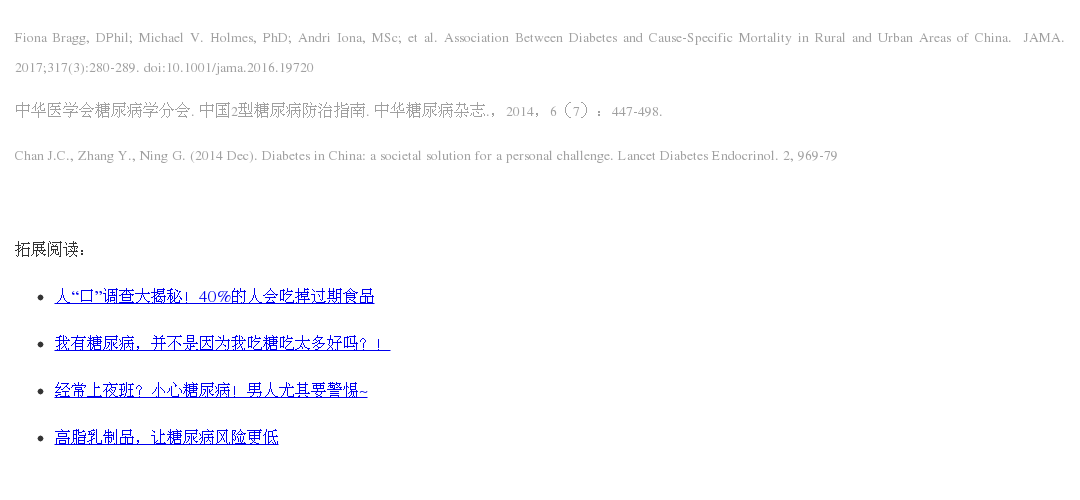 Fiona Bragg, DPhil; Michael V. Holmes, PhD; Andri Iona, MSc; et al. Association Between Diabetes and Cause-Specific Mortality in Rural and Urban Areas of China.  JAMA.
2017;317(3):280-289. doi:10.1001/jama.2016.19720
中华医学会糖尿病学分会. 中国2型糖尿病防治指南. 中华糖尿病杂志.，2014，6（7）：447-498.
Chan J.C., Zhang Y., Ning G. (2014 Dec). Diabetes in China: a societal solution for a personal challenge. Lancet Diabetes Endocrinol. 2, 969-79
拓展阅读：
人“口”调查大揭秘！40%的人会吃掉过期食品
我有糖尿病，并不是因为我吃糖吃太多好吗？！
经常上夜班？小心糖尿病！男人尤其要警惕~
高脂乳制品，让糖尿病风险更低